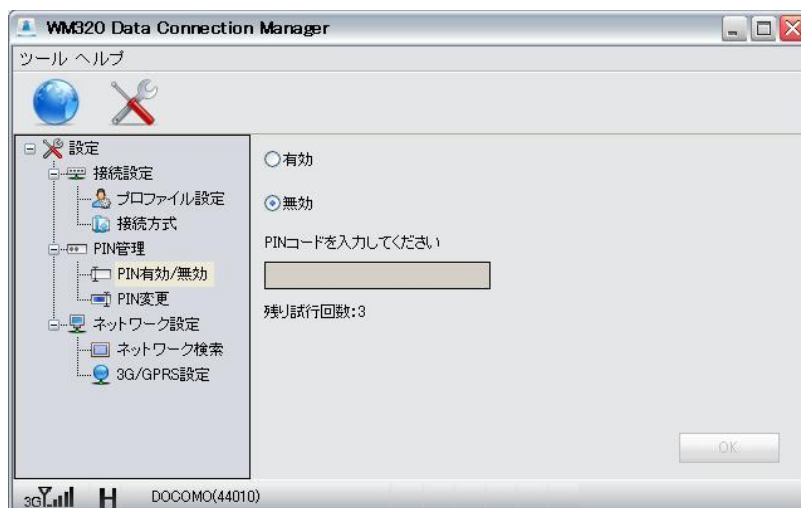 WM320 Data Connection Manager
ツール ヘルプ
設定
接続設定
プロファイル設定
接続方式
PIN管理
PIN有効/無効
PIN変更
ネットワーク設定
ネットワーク検索
3G/GPRS設定
有効
無効
PINコードを入力してください
残り試行回数:3
OK
3G H DOCOMO(44010)